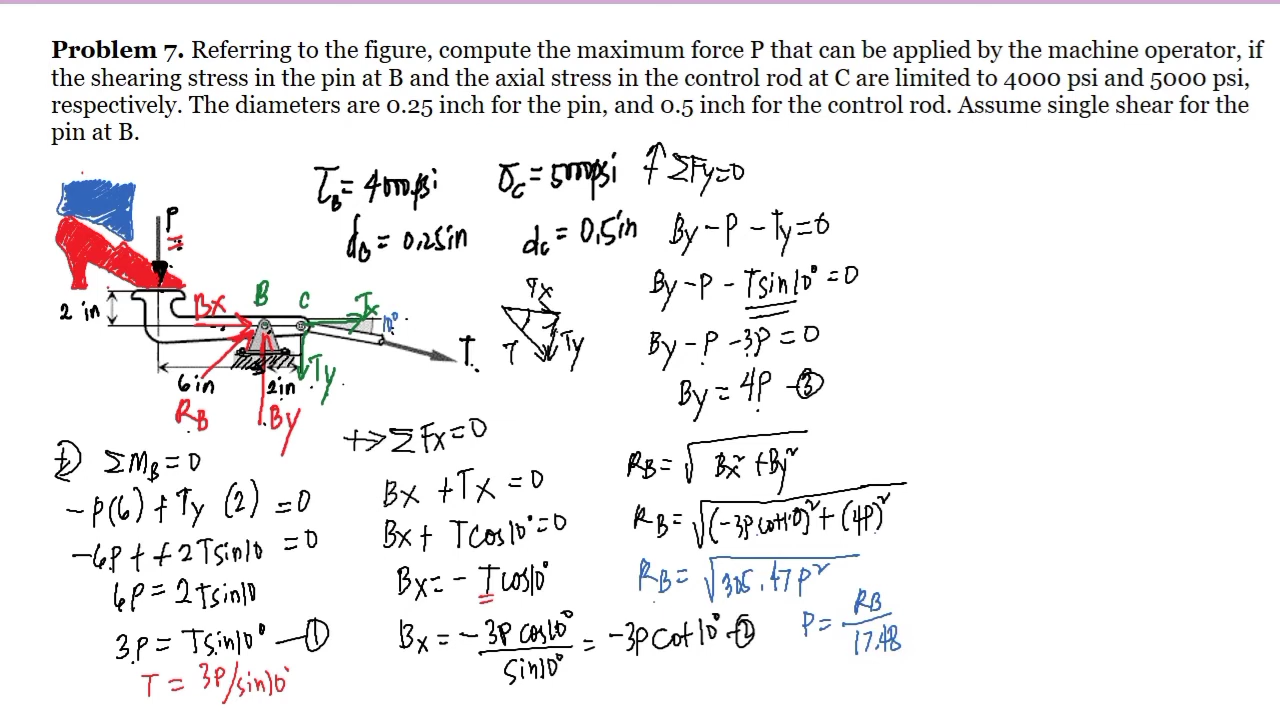 Problem 7. Referring to the figure, compute the maximum force P that can be applied by the machine operator, if
the shearing stress in the pin at B and the axial stress in the control rod at C are limited to 4000 psi and 5000 psi,
respectively. The diameters are 0.25 inch for the pin, and 0.5 inch for the control rod. Assume single shear for the
pin at B.
τB = 4000psi
dB = 0.25in
σc = 5000psi
dc = 0.5in
P
2 in
Bx
B
C
Tx
10°
T
Ty
6in
2in
RB
By
Tx
T
Ty
ΣMB = 0
-P(6) + Ty (2) = 0
-6P + +2Tsin10 = 0
6P = 2Tsin10
3P = Tsin10° — ①
T = 3P/sin10°
+→ ΣFx = 0
Bx + Tx = 0
Bx + Tcos10° = 0
Bx = - Tcos10°
Bx = - 3P cos10° / sin10° = -3P cot10° - ②
↑ ΣFy = 0
By - P - Ty = 0
By - P - Tsin10° = 0
By - P - 3P = 0
By = 4P - ③
RB = √Bx² + By²
RB = √(-3P cot10°)² + (4P)²
RB = √305.47P²
P = RB / 17.48